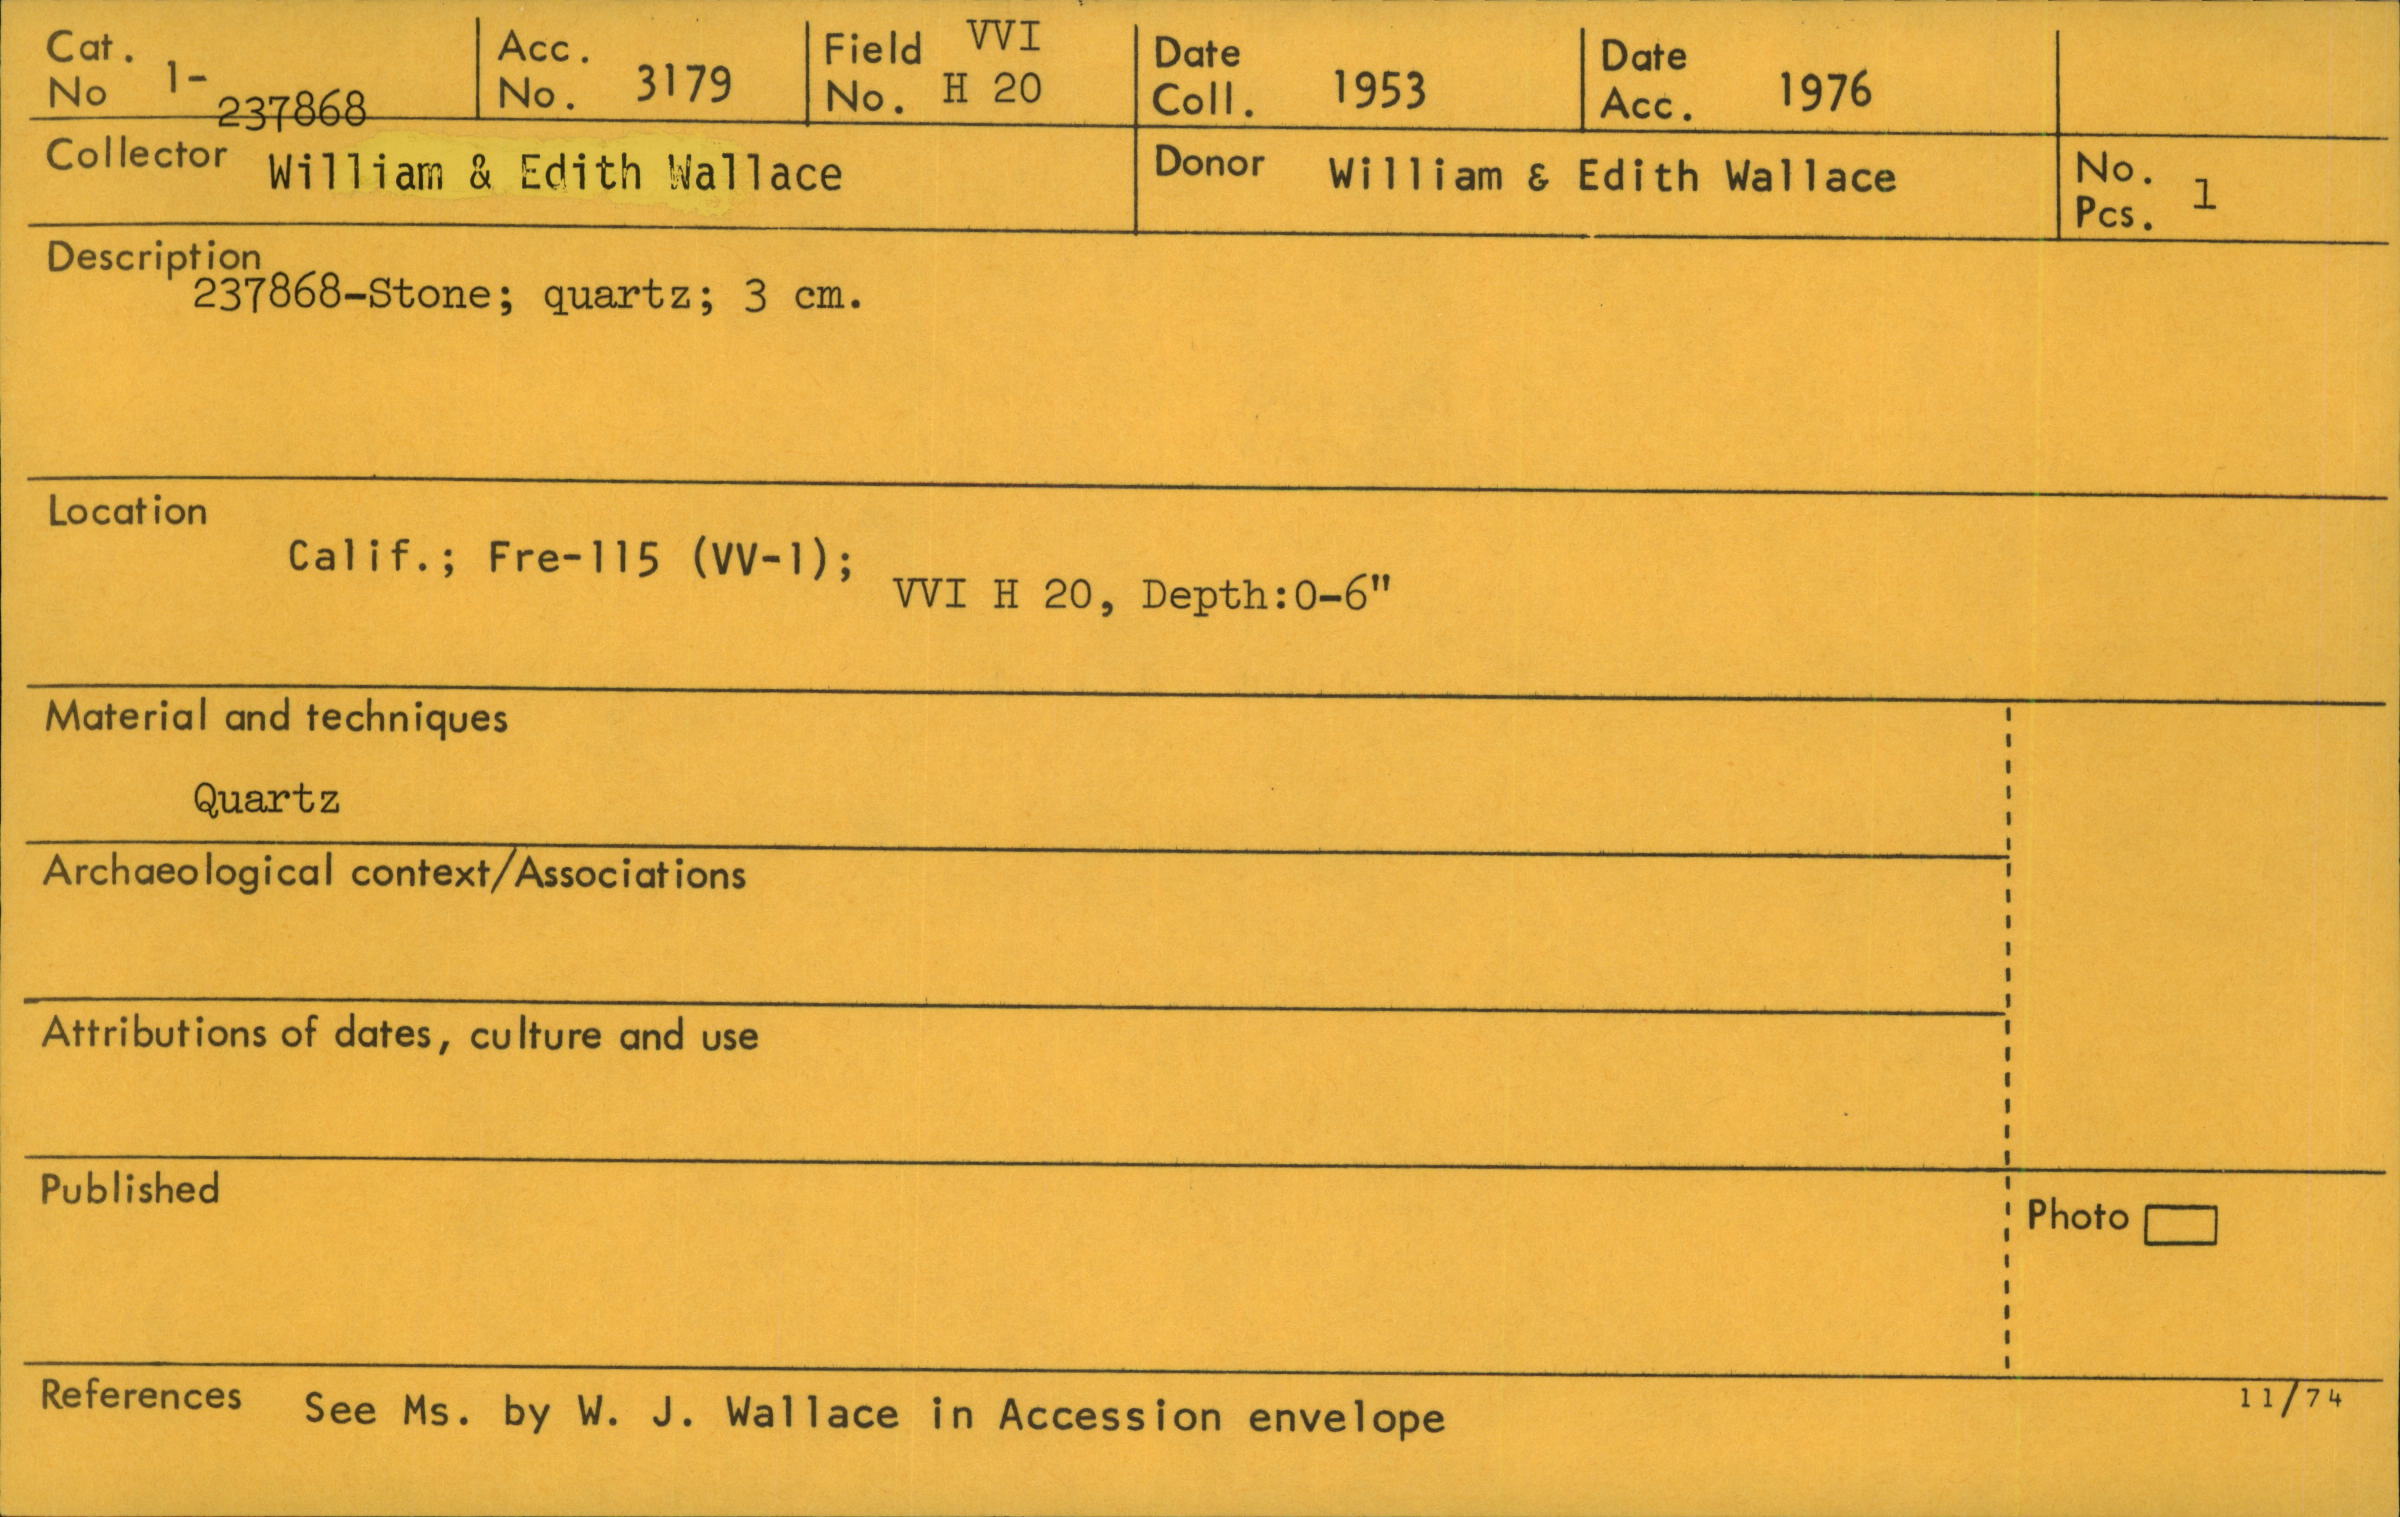 Cat. No 1-237868
Acc. No. 3179
Field No. VVI H 20
Date Coll. 1953
Date Acc. 1976
Collector William & Edith Wallace
Donor William & Edith Wallace
No. Pcs. 1
Description
237868-Stone; quartz; 3 cm.
Location
Calif.; Fre-115 (VV-1);
VVI H 20, Depth:0-6"
Material and techniques
Quartz
Archaeological context/Associations
Attributions of dates, culture and use
Published
Photo
References See Ms. by W. J. Wallace in Accession envelope
11/74